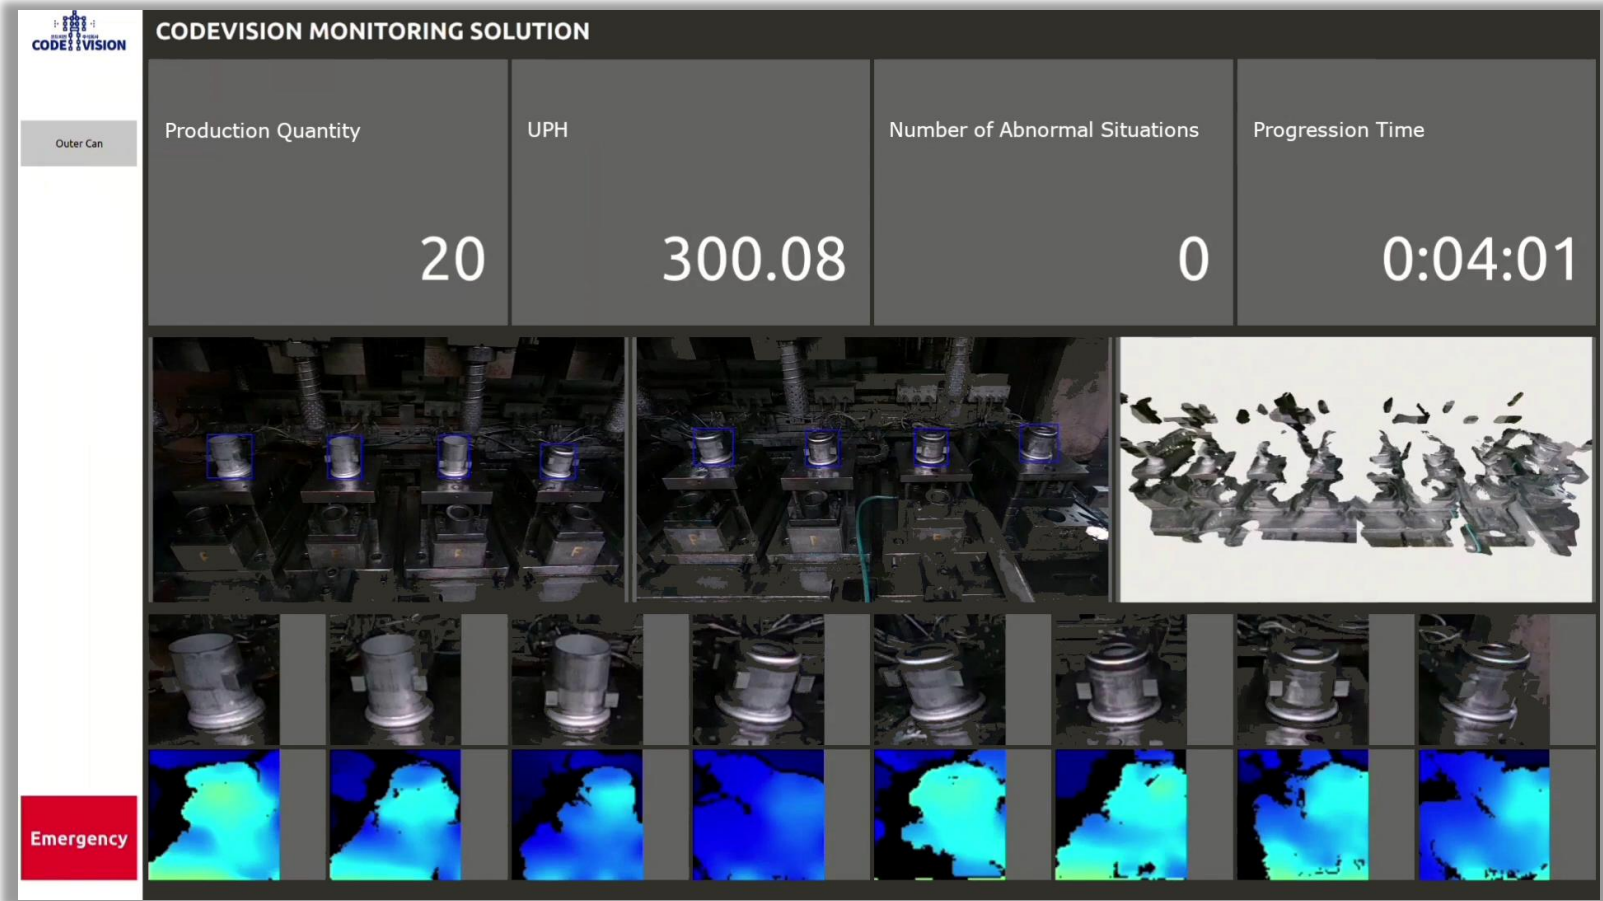 CODEVISION
CODEVISION MONITORING SOLUTION
Outer Can
Production Quantity
20
UPH
300.08
Number of Abnormal Situations
0
Progression Time
0:04:01
Emergency